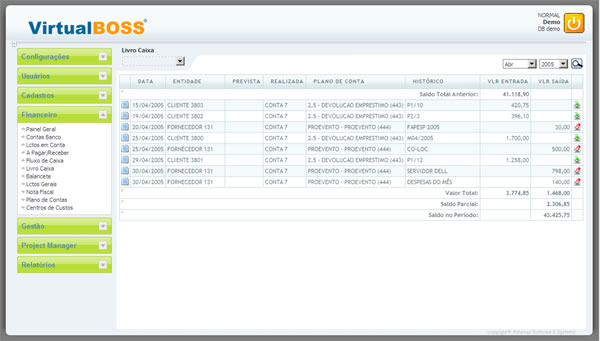 VirtualBOSS®
NORMAL
Demo
DB demo
Configurações
Usuários
Cadastros
Financeiro
Painel Geral
Contas Banco
Lctos em Conta
A Pagar/Receber
Fluxo de Caixa
Livro Caixa
Balancete
Lctos Gerais
Nota Fiscal
Plano de Contas
Centros de Custos
Gestão
Project Manager
Relatórios
Livro Caixa
Abr 2005
DATA ENTIDADE PREVISTA REALIZADA PLANO DE CONTA HISTÓRICO VLR ENTRADA VLR SAÍDA
Saldo Total Anterior: 41.118,90
15/04/2005 CLIENTE 3803 CONTA 7 2.5 - DEVOLUCAO EMPRESTIMO (443) P1/10 420,75
19/04/2005 CLIENTE 3802 CONTA 7 2.5 - DEVOLUCAO EMPRESTIMO (443) P2/3 396,10
20/04/2005 FORNECEDOR 131 CONTA 7 PROEVENTO - PROEVENTO (444) FAPESP 2005 30,00
25/04/2005 CLIENTE 3800 CONTA 7 2.5 - DEVOLUCAO EMPRESTIMO (443) M04/2005 1.700,00
25/04/2005 FORNECEDOR 131 CONTA 7 PROEVENTO - PROEVENTO (444) CO-LOC 500,00
29/04/2005 CLIENTE 3801 CONTA 7 2.5 - DEVOLUCAO EMPRESTIMO (443) P1/12 1.258,00
30/04/2005 FORNECEDOR 131 CONTA 7 PROEVENTO - PROEVENTO (444) SERVIDOR DELL 798,00
30/04/2005 FORNECEDOR 131 CONTA 7 PROEVENTO - PROEVENTO (444) DESPESAS DO MÊS 140,00
Valor Total: 3.774,85 1.468,00
Saldo Parcial: 2.306,85
Saldo no Período: 43.425,75